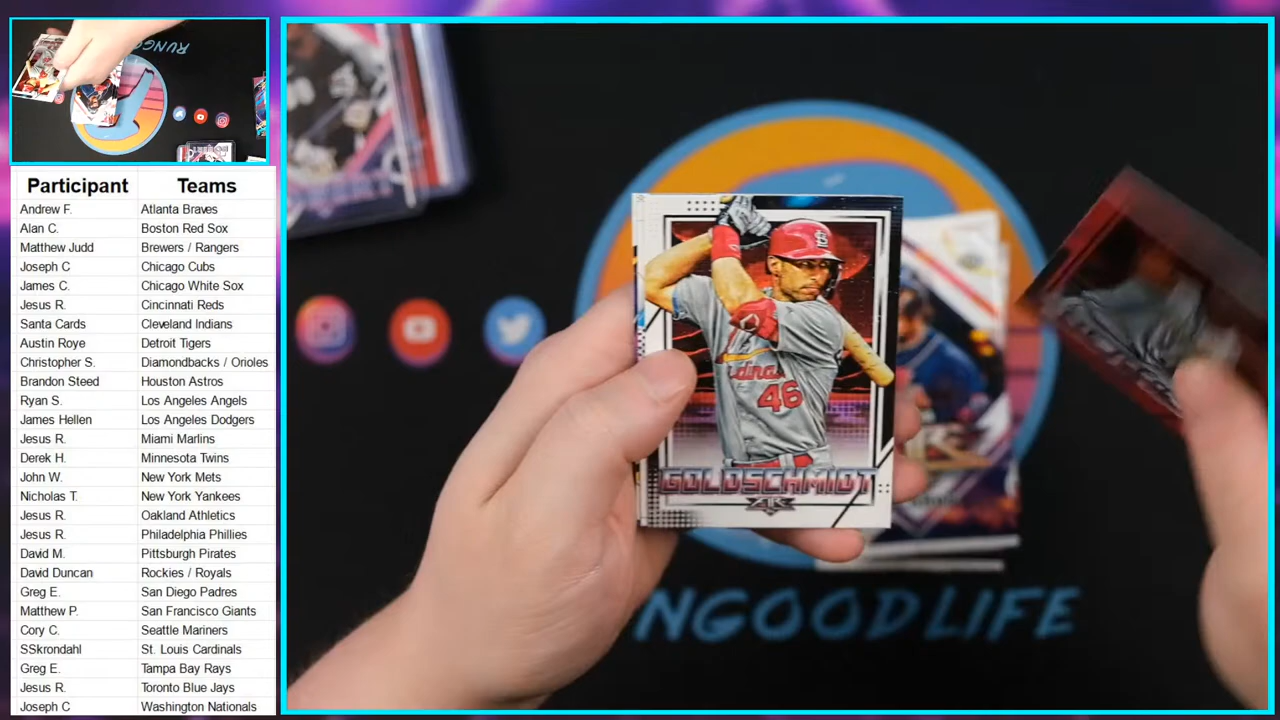 RUNGOODLIFE
Participant Teams
Andrew F. Atlanta Braves
Alan C. Boston Red Sox
Matthew Judd Brewers / Rangers
Joseph C Chicago Cubs
James C. Chicago White Sox
Jesus R. Cincinnati Reds
Santa Cards Cleveland Indians
Austin Roye Detroit Tigers
Christopher S. Diamondbacks / Orioles
Brandon Steed Houston Astros
Ryan S. Los Angeles Angels
James Hellen Los Angeles Dodgers
Jesus R. Miami Marlins
Derek H. Minnesota Twins
John W. New York Mets
Nicholas T. New York Yankees
Jesus R. Oakland Athletics
Jesus R. Philadelphia Phillies
David M. Pittsburgh Pirates
David Duncan Rockies / Royals
Greg E. San Diego Padres
Matthew P. San Francisco Giants
Cory C. Seattle Mariners
SSkrondahl St. Louis Cardinals
Greg E. Tampa Bay Rays
Jesus R. Toronto Blue Jays
Joseph C Washington Nationals
dinals
46
GOLDSCHMIDT
NGOODLIFE